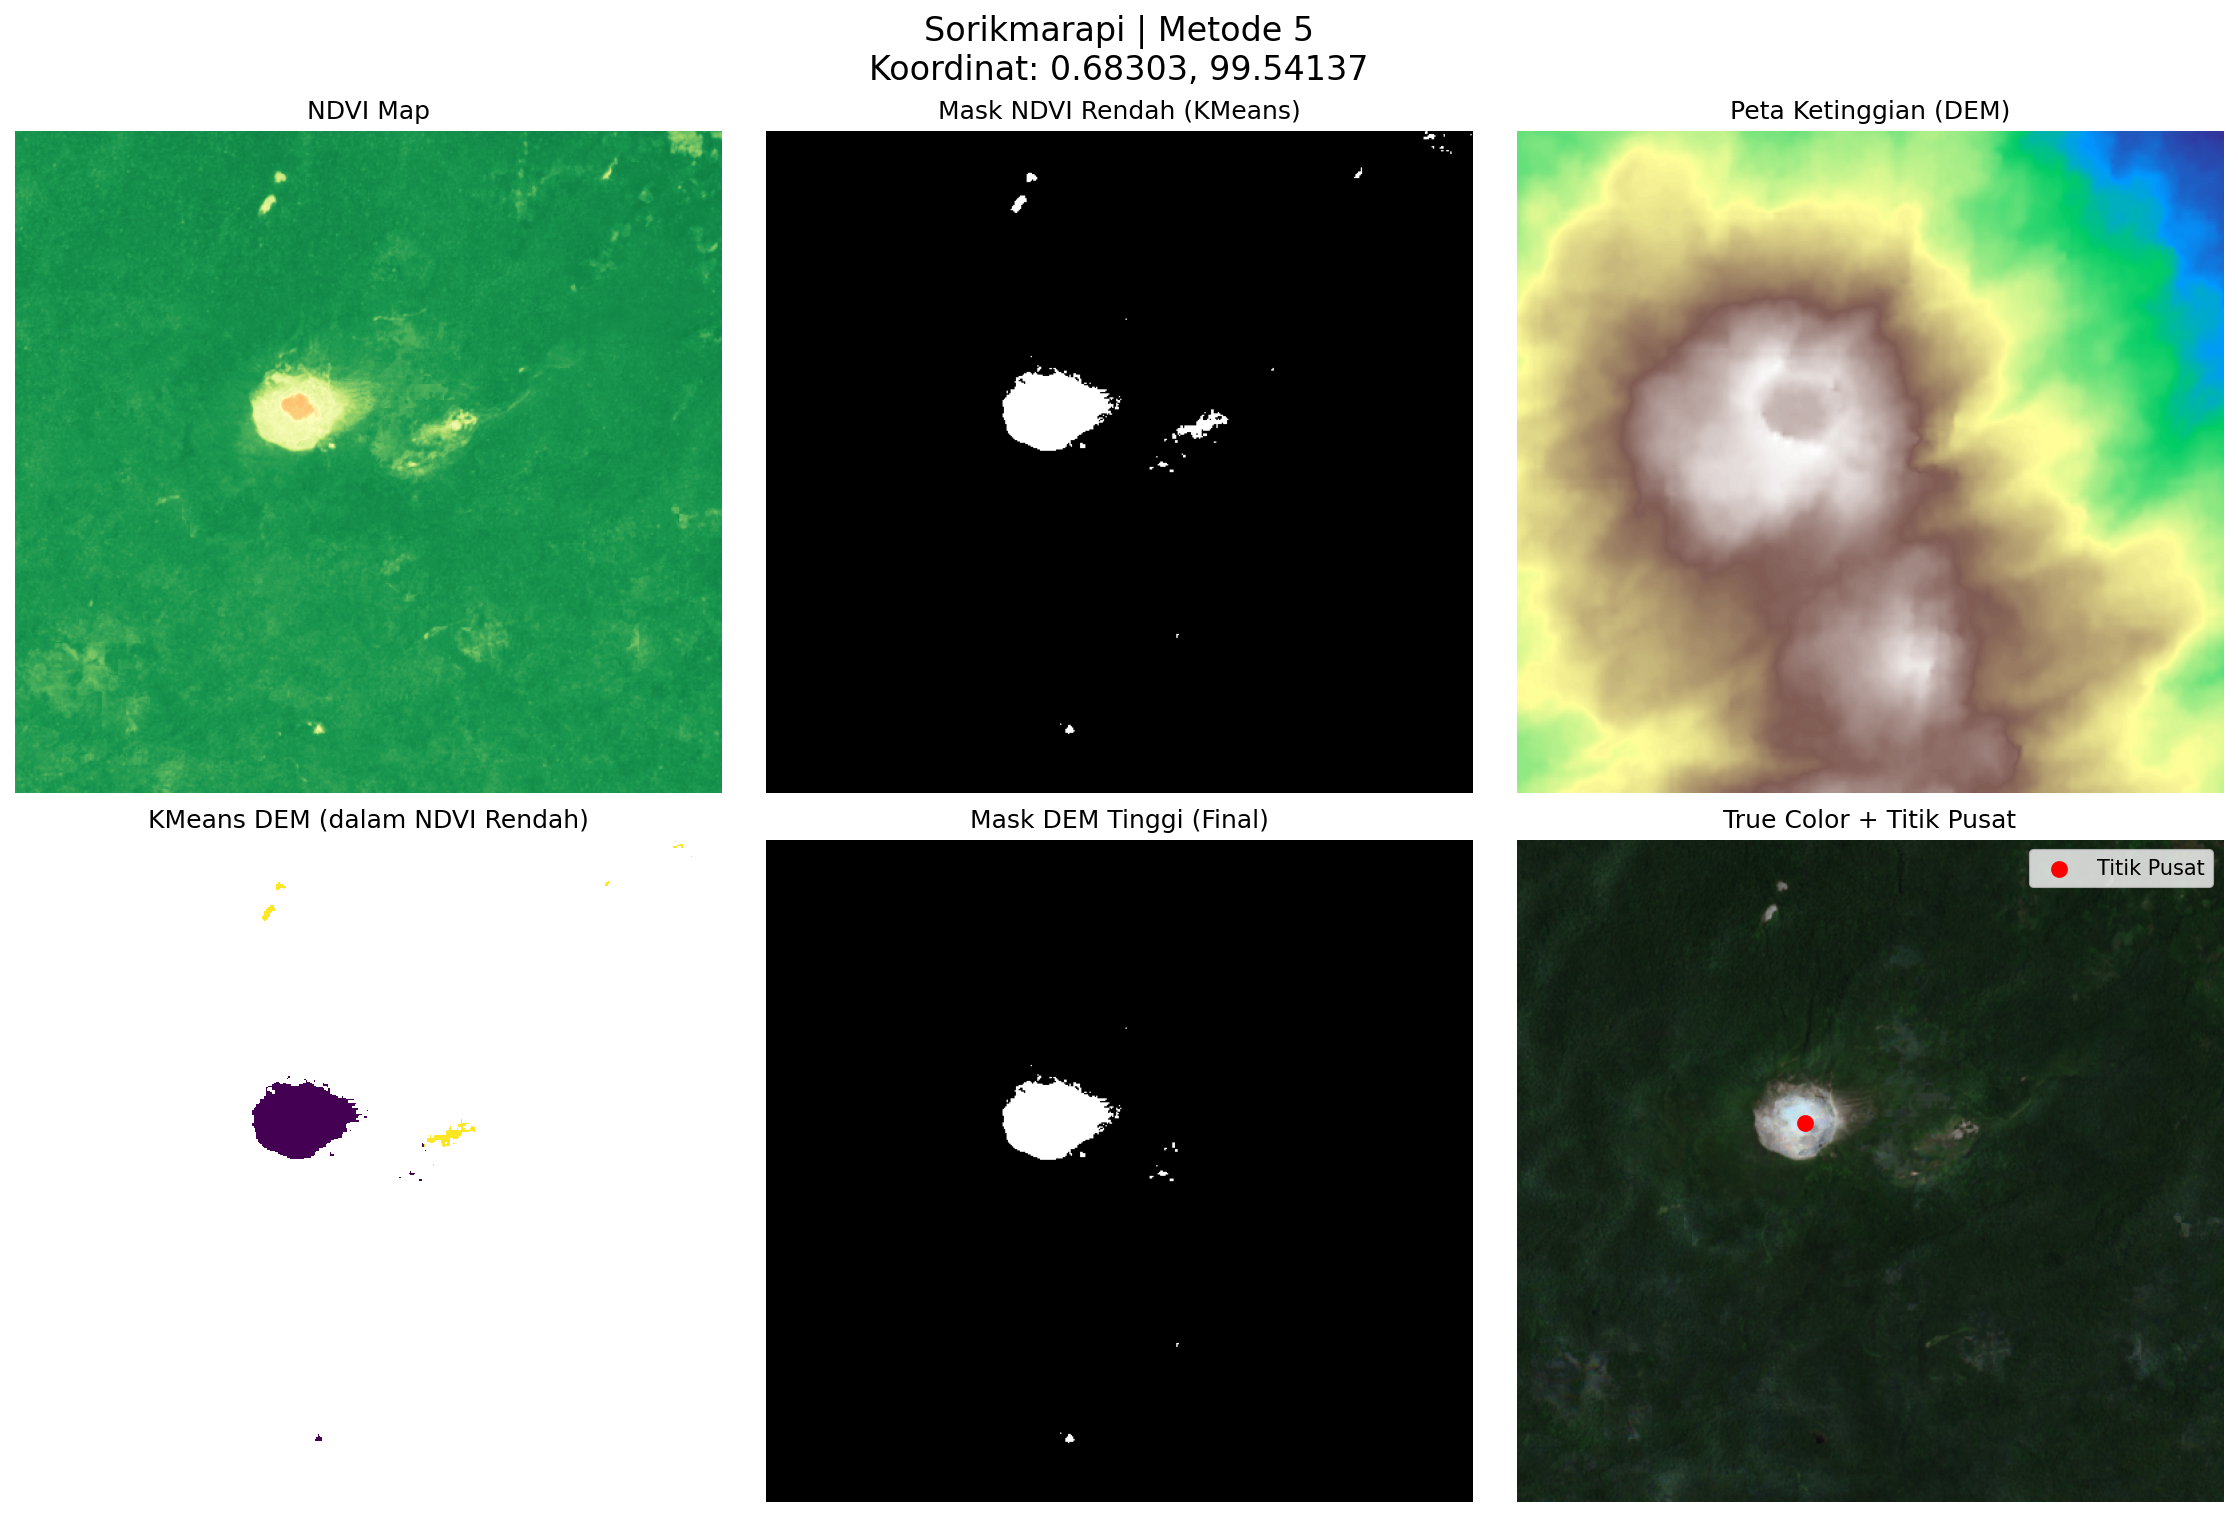 Sorikmarapi | Metode 5
Koordinat: 0.68303, 99.54137
NDVI Map
Mask NDVI Rendah (KMeans)
Peta Ketinggian (DEM)
KMeans DEM (dalam NDVI Rendah)
Mask DEM Tinggi (Final)
True Color + Titik Pusat
Titik Pusat